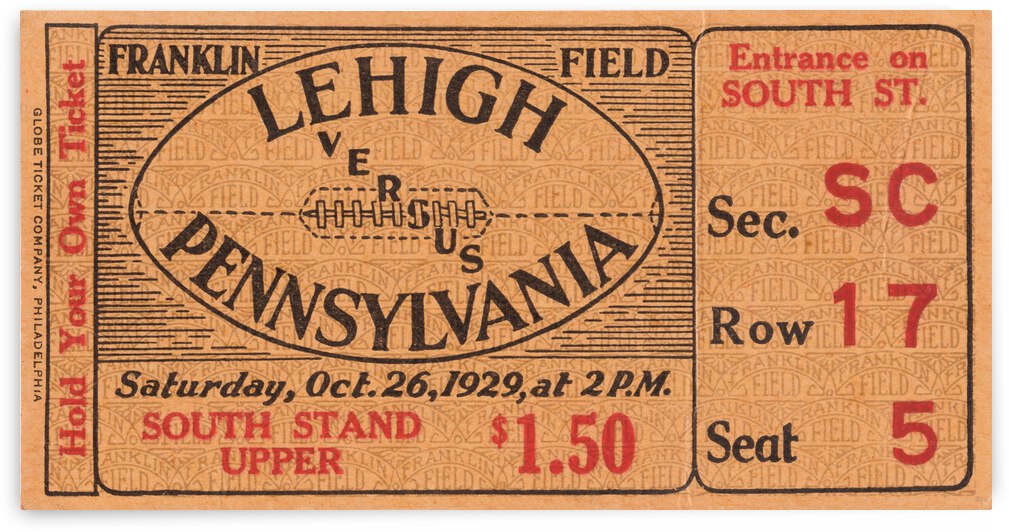 GLOBE TICKET COMPANY, PHILADELPHIA
Hold Your Own Ticket
FRANKLIN FIELD
LEHIGH
VERSUS
PENNSYLVANIA
Saturday, Oct. 26, 1929, at 2 P.M.
SOUTH STAND
UPPER
$1.50
Entrance on
SOUTH ST.
Sec. SC
Row 17
Seat 5